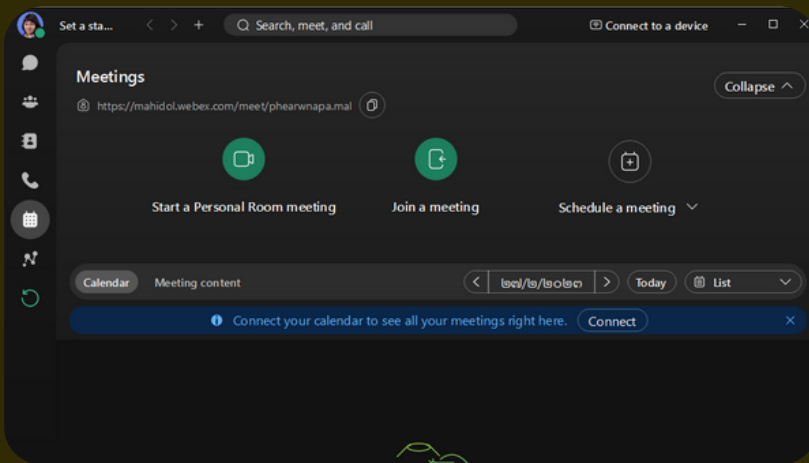 Set a sta... Search, meet, and call Connect to a device
Meetings
Collapse
https://mahidol.webex.com/meet/phearwnapa.mal
Start a Personal Room meeting Join a meeting Schedule a meeting
Calendar Meeting content ๒๗/๒/๒๐๒๓ Today List
Connect your calendar to see all your meetings right here. Connect